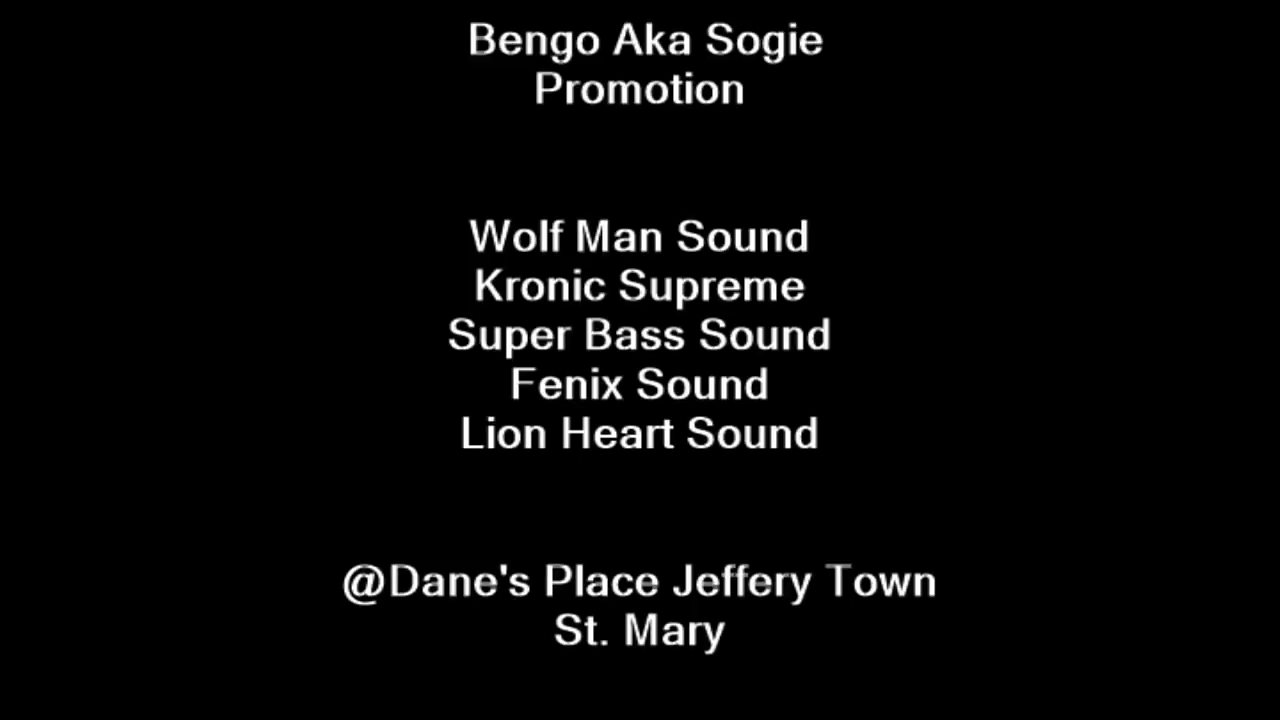 Bengo Aka Sogie
Promotion
Wolf Man Sound
Kronic Supreme
Super Bass Sound
Fenix Sound
Lion Heart Sound
@Dane's Place Jeffery Town
St. Mary